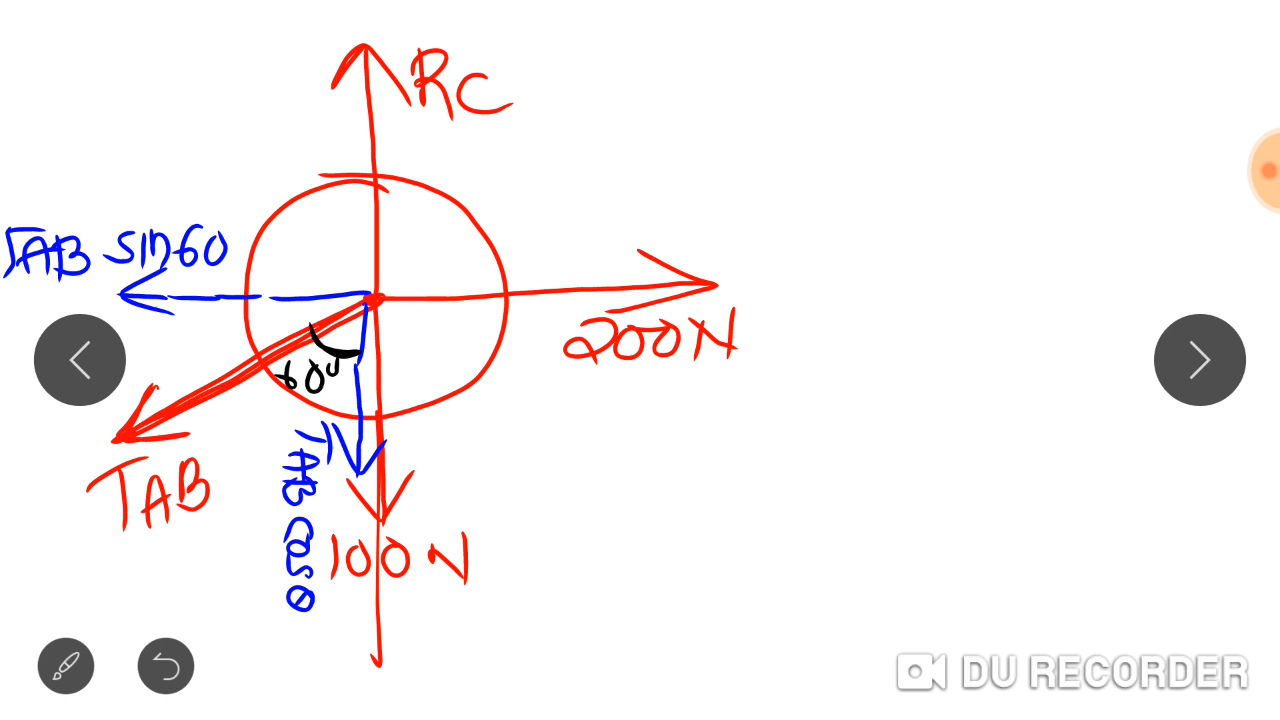 RC
TAB sin60
200N
60°
TAB
TAB cosθ
100N
DU RECORDER